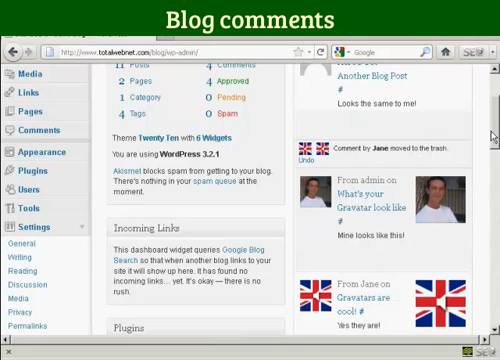 Blog comments
http://www.totalwebnet.com/blog/wp-admin/
Google
SEO
Media
Links
Pages
Comments
Appearance
Plugins
Users
Tools
Settings
General
Writing
Reading
Discussion
Media
Privacy
Permalinks
11 Posts 4 Comments
2 Pages 4 Approved
1 Category 0 Pending
4 Tags 0 Spam
Theme Twenty Ten with 6 Widgets
You are using WordPress 3.2.1.
Akismet blocks spam from getting to your blog.
There's nothing in your spam queue at the
moment.
Incoming Links
This dashboard widget queries Google Blog
Search so that when another blog links to your
site it will show up here. It has found no
incoming links... yet. It's okay — there is no
rush.
Plugins
Another Blog Post
#
Looks the same to me!
Comment by Jane moved to the trash.
Undo
From admin on
What's your
Gravatar look like
#
Mine looks like this!
From Jane on
Gravatars are
cool! #
Yes they are!
SEO